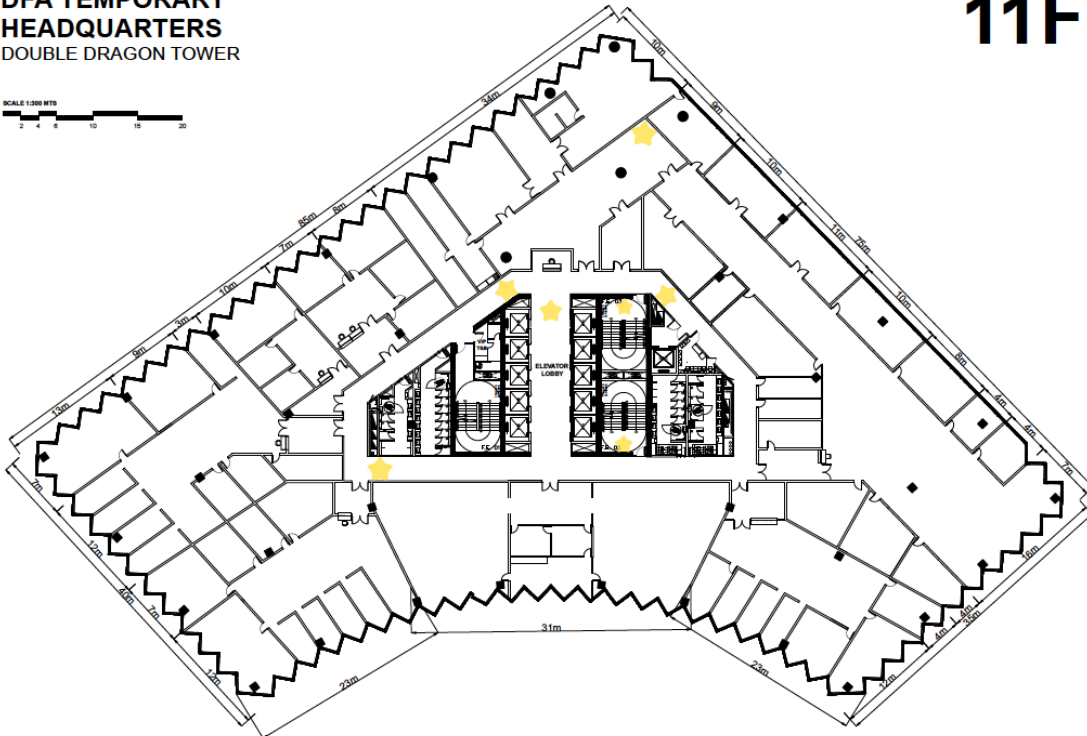 DFA TEMPORARY
HEADQUARTERS
DOUBLE DRAGON TOWER
11F
SCALE 1:300 MTS
2 4 6 10 15 20
10m
34m
9m
10m
85m
8m
7m
11m
75m
10m
10m
3m
9m
8m
13m
4m
4m
7m
VIP
ELEVATOR
LOBBY
7m
12m
40m
7m
12m
16m
4m
35m
4m
12m
31m
23m
23m